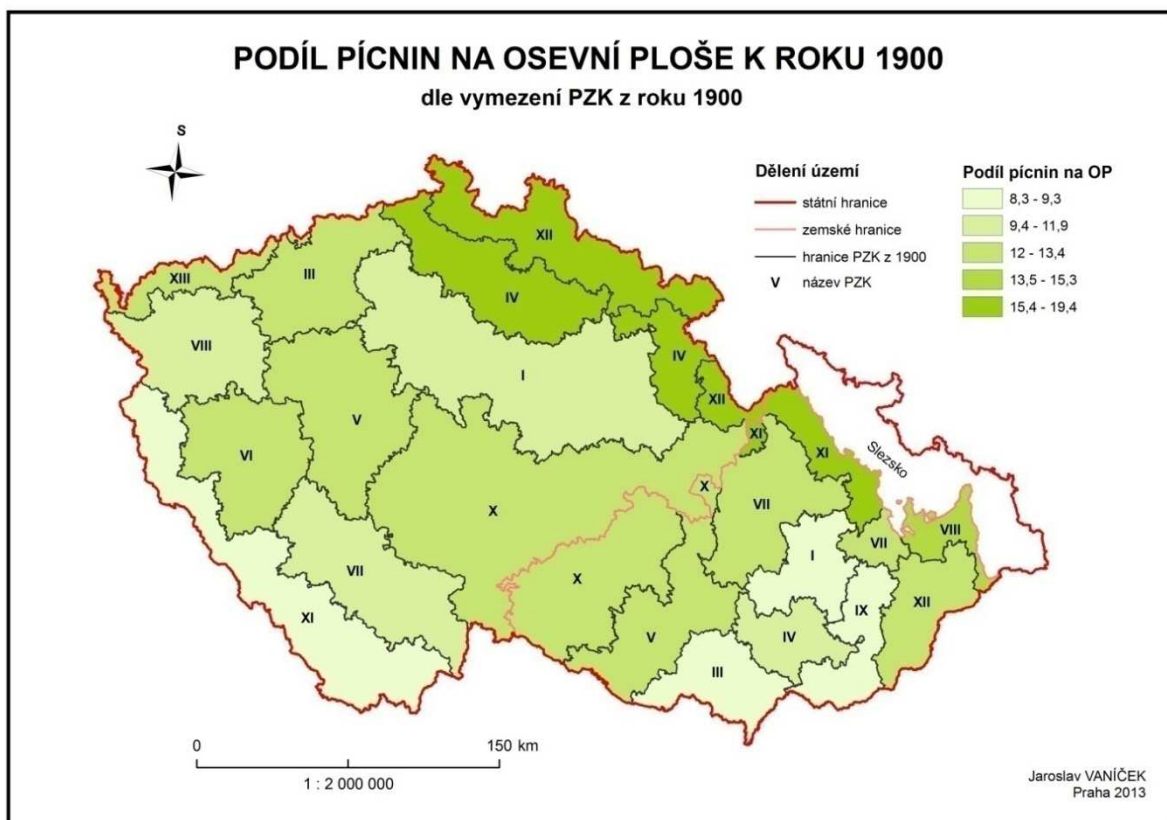 PODÍL PÍCNIN NA OSEVNÍ PLOŠE K ROKU 1900
dle vymezení PZK z roku 1900
S
Dělení území
státní hranice
zemské hranice
hranice PZK z 1900
V název PZK
Podíl pícnin na OP
8,3 - 9,3
9,4 - 11,9
12 - 13,4
13,5 - 15,3
15,4 - 19,4
XII
XIII
III
IV
VIII
IV
I
XII
V
XI
VI
XI
Slezsko
X
X
VII
VIII
I
VII
VII
X
IX
XII
XI
V
IV
III
0 150 km
1 : 2 000 000
Jaroslav VANÍČEK
Praha 2013